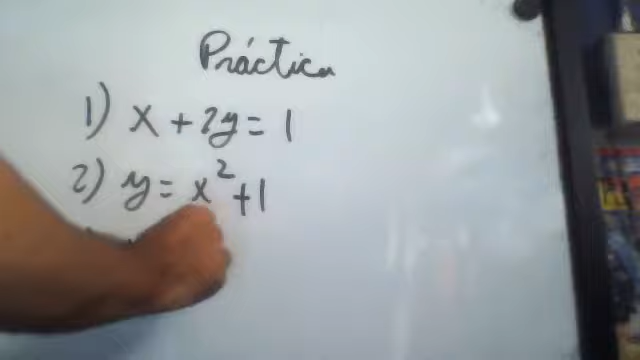 Práctica
1) x + 2y = 1
2) y = x² + 1